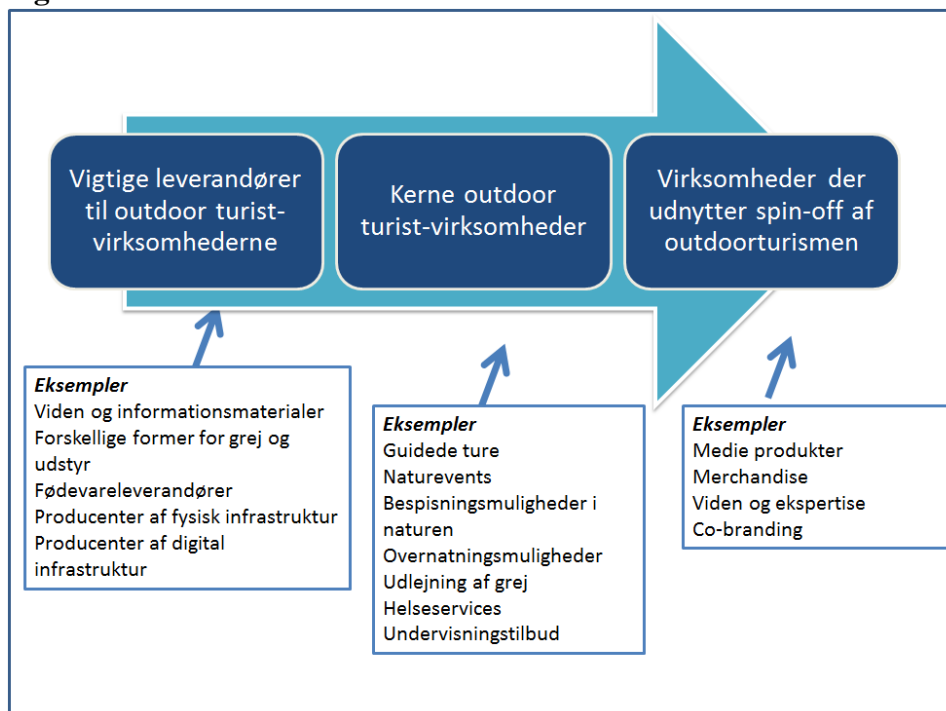 Vigtige leverandører
til outdoor turist-
virksomhederne
Kerne outdoor
turist-virksomheder
Virksomheder der
udnytter spin-off af
outdoorturismen
Eksempler
Viden og informationsmaterialer
Forskellige former for grej og
udstyr
Fødevareleverandører
Producenter af fysisk infrastruktur
Producenter af digital
infrastruktur
Eksempler
Guidede ture
Naturevents
Bespisningsmuligheder i
naturen
Overnatningsmuligheder
Udlejning af grej
Helseservices
Undervisningstilbud
Eksempler
Medie produkter
Merchandise
Viden og ekspertise
Co-branding